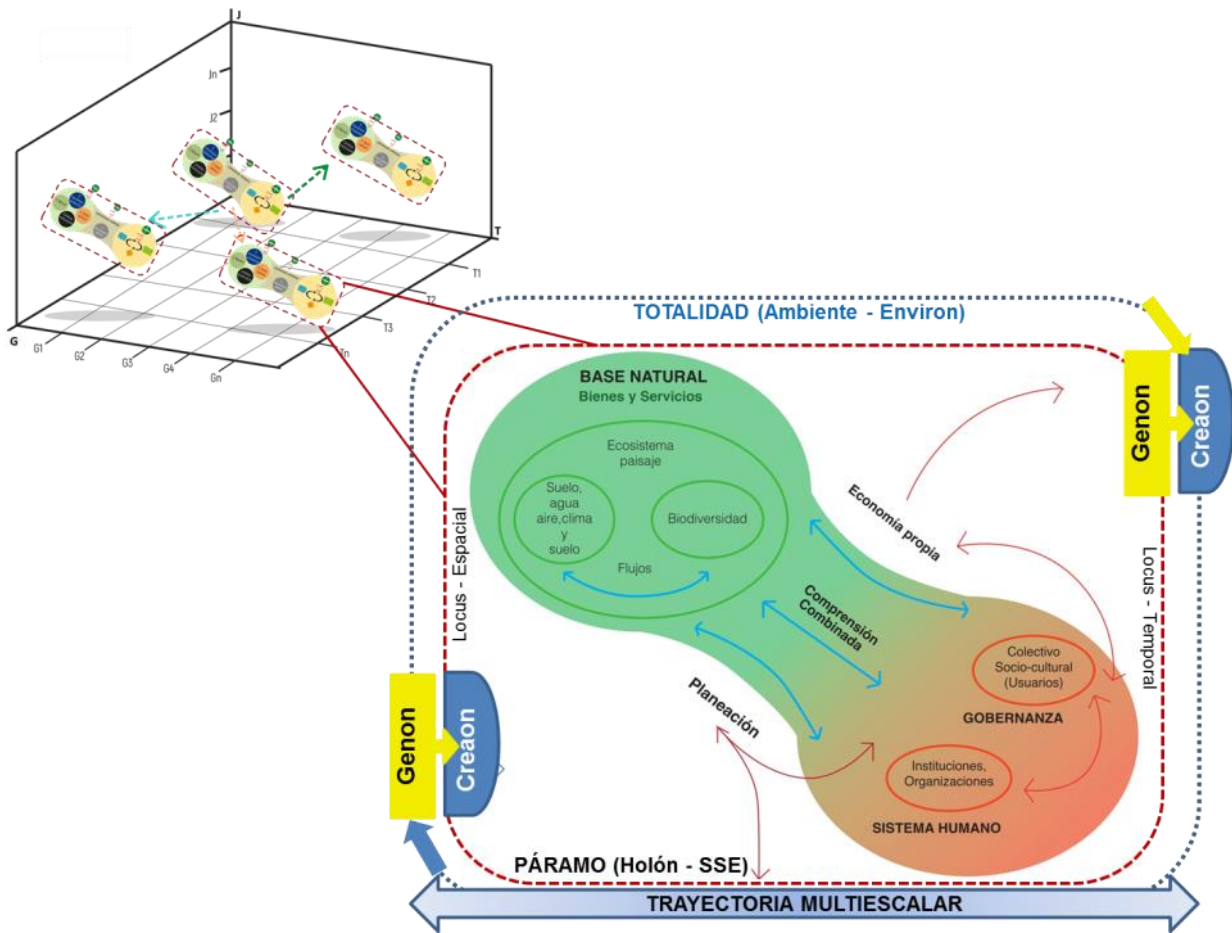 J
Jn
J2
T
T1
T2
T3
Tn
G
G1
G2
G3
G4
Gn
TOTALIDAD (Ambiente - Environ)
BASE NATURAL
Bienes y Servicios
Ecosistema
paisaje
Suelo,
agua
aire,clima
y
suelo
Biodiversidad
Flujos
Locus - Espacial
Economía propia
Comprensión
Combinada
Planeación
Genon
Creaon
Locus - Temporal
Colectivo
Socio-cultural
(Usuarios)
GOBERNANZA
Instituciones,
Organizaciones
SISTEMA HUMANO
Genon
Creaon
PÁRAMO (Holón - SSE)
TRAYECTORIA MULTIESCALAR